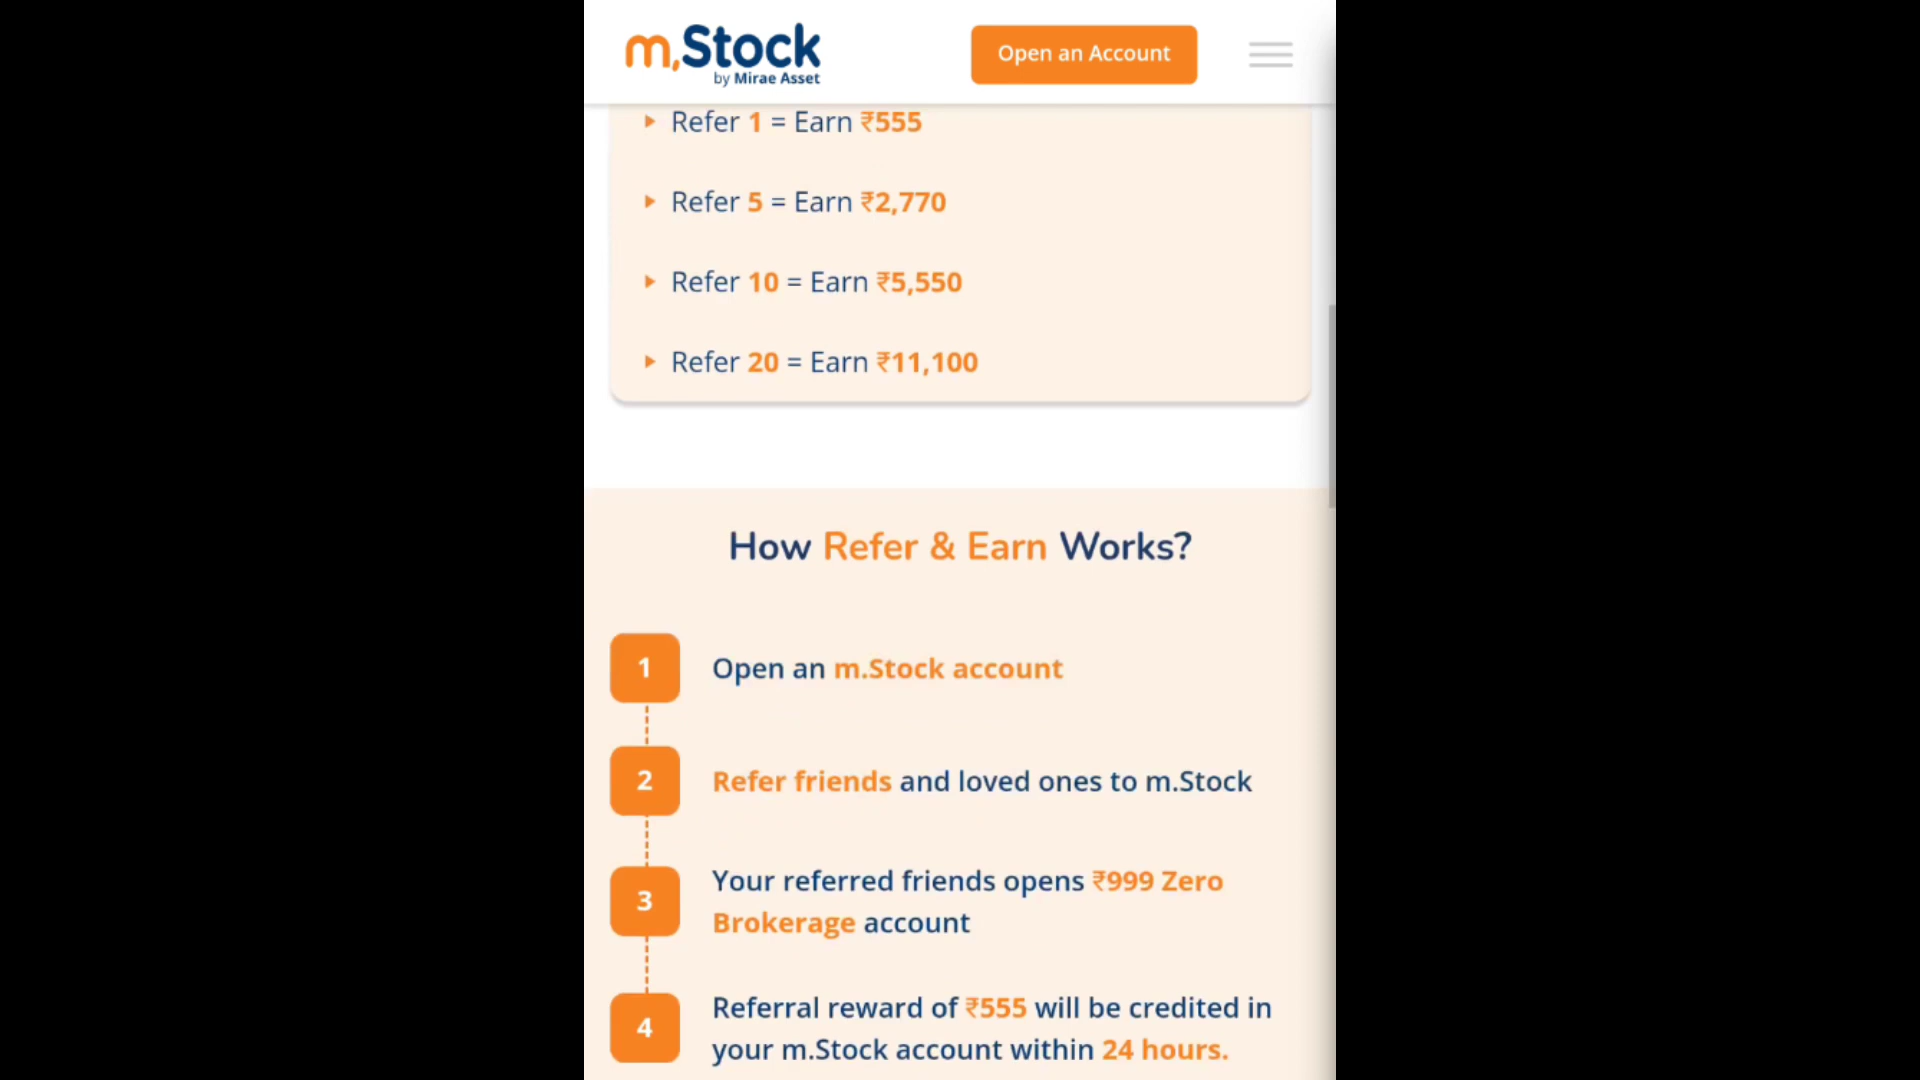 m.Stock
by Mirae Asset
Open an Account
Refer 1 = Earn ₹555
Refer 5 = Earn ₹2,770
Refer 10 = Earn ₹5,550
Refer 20 = Earn ₹11,100
How Refer & Earn Works?
1
Open an m.Stock account
2
Refer friends and loved ones to m.Stock
3
Your referred friends opens ₹999 Zero
Brokerage account
4
Referral reward of ₹555 will be credited in
your m.Stock account within 24 hours.